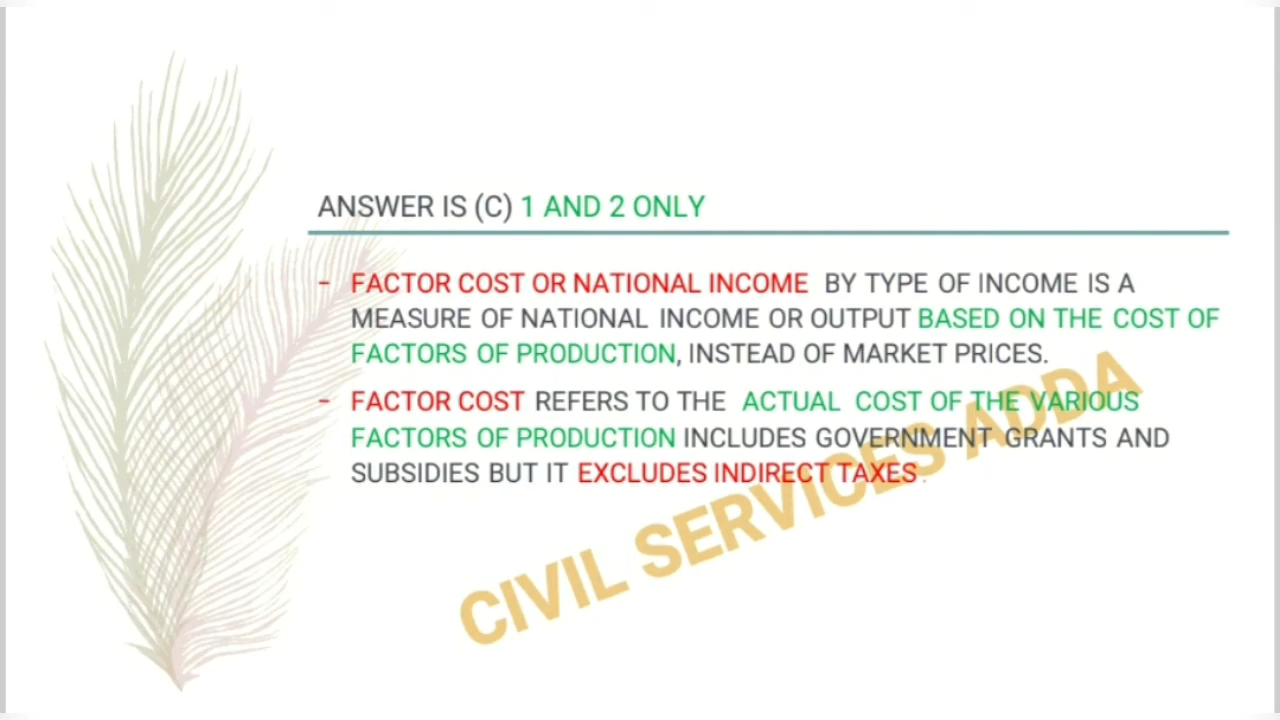 ANSWER IS (C) 1 AND 2 ONLY
- FACTOR COST OR NATIONAL INCOME BY TYPE OF INCOME IS A
MEASURE OF NATIONAL INCOME OR OUTPUT BASED ON THE COST OF
FACTORS OF PRODUCTION, INSTEAD OF MARKET PRICES.
- FACTOR COST REFERS TO THE ACTUAL COST OF THE VARIOUS
FACTORS OF PRODUCTION INCLUDES GOVERNMENT GRANTS AND
SUBSIDIES BUT IT EXCLUDES INDIRECT TAXES.
CIVIL SERVICES ADDA